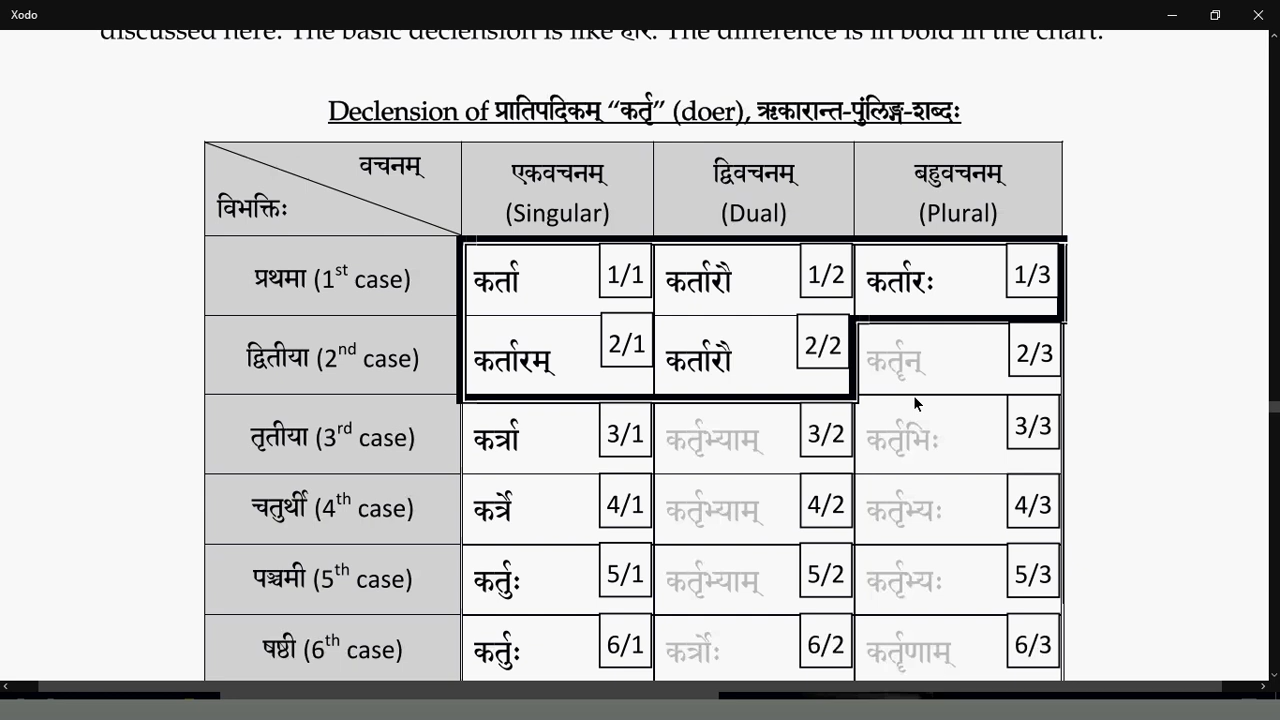 Xodo
discussed here. The basic declension is like हरि. The difference is in bold in the chart.
Declension of प्रातिपदिकम् “कर्तृ” (doer), ऋकारान्त-पुंलिङ्ग-शब्दः
वचनम्
विभक्तिः
एकवचनम् (Singular)
द्विवचनम् (Dual)
बहुवचनम् (Plural)
प्रथमा (1st case) कर्ता 1/1 कर्तारौ 1/2 कर्तारः 1/3
द्वितीया (2nd case) कर्तारम् 2/1 कर्तारौ 2/2 कर्तॄन् 2/3
तृतीया (3rd case) कर्त्रा 3/1 कर्तृभ्याम् 3/2 कर्तृभिः 3/3
चतुर्थी (4th case) कर्त्रे 4/1 कर्तृभ्याम् 4/2 कर्तृभ्यः 4/3
पञ्चमी (5th case) कर्तुः 5/1 कर्तृभ्याम् 5/2 कर्तृभ्यः 5/3
षष्ठी (6th case) कर्तुः 6/1 कर्त्रोः 6/2 कर्तॄणाम् 6/3